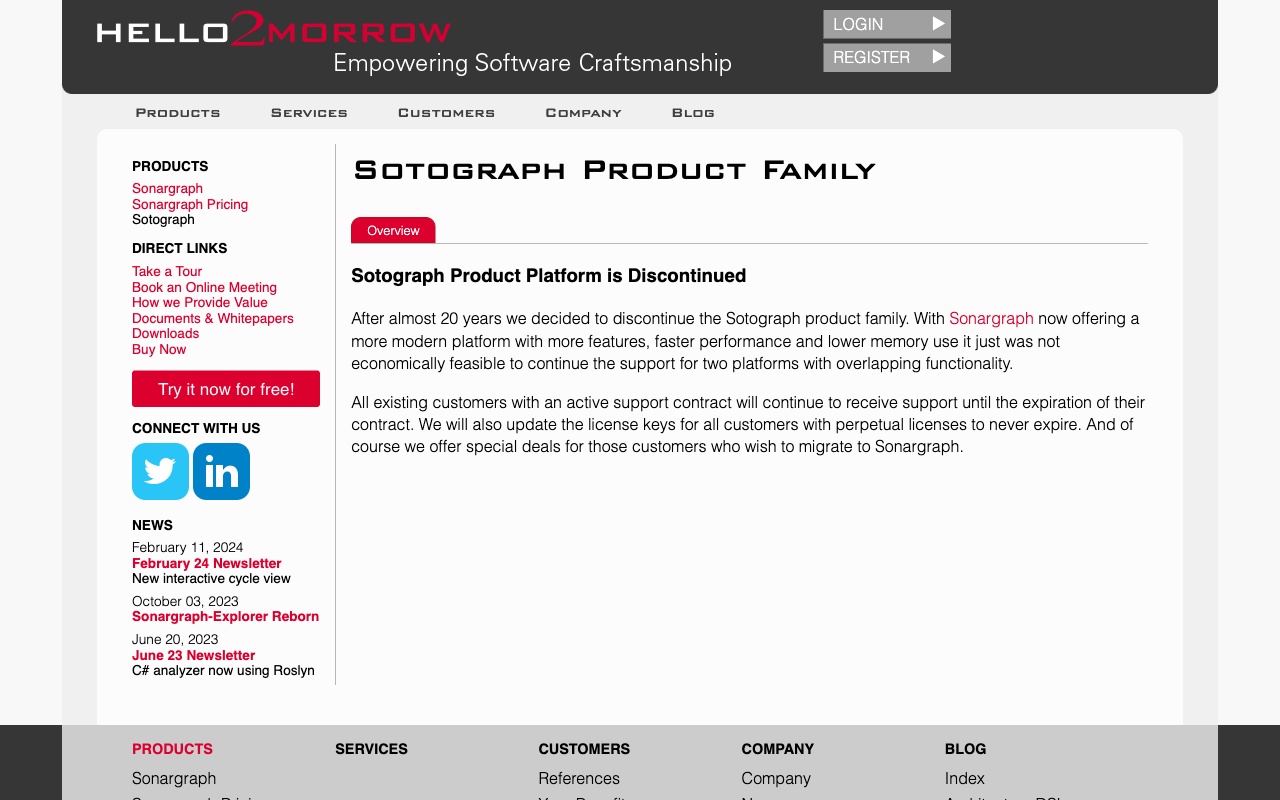 HELLO2MORROW
Empowering Software Craftsmanship
LOGIN
REGISTER
Products Services Customers Company Blog
PRODUCTS
Sonargraph
Sonargraph Pricing
Sotograph
DIRECT LINKS
Take a Tour
Book an Online Meeting
How we Provide Value
Documents & Whitepapers
Downloads
Buy Now
Try it now for free!
CONNECT WITH US
in
NEWS
February 11, 2024
February 24 Newsletter
New interactive cycle view
October 03, 2023
Sonargraph-Explorer Reborn
June 20, 2023
June 23 Newsletter
C# analyzer now using Roslyn
Sotograph Product Family
Overview
Sotograph Product Platform is Discontinued
After almost 20 years we decided to discontinue the Sotograph product family. With Sonargraph now offering a
more modern platform with more features, faster performance and lower memory use it just was not
economically feasible to continue the support for two platforms with overlapping functionality.
All existing customers with an active support contract will continue to receive support until the expiration of their
contract. We will also update the license keys for all customers with perpetual licenses to never expire. And of
course we offer special deals for those customers who wish to migrate to Sonargraph.
PRODUCTS SERVICES CUSTOMERS COMPANY BLOG
Sonargraph References Company Index